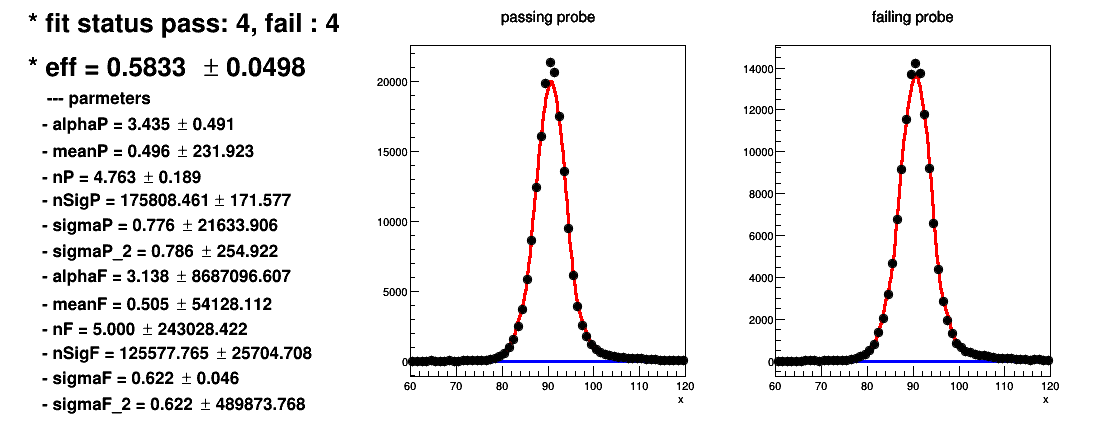 * fit status pass: 4, fail : 4
* eff = 0.5833 ± 0.0498
--- parmeters
- alphaP = 3.435 ± 0.491
- meanP = 0.496 ± 231.923
- nP = 4.763 ± 0.189
- nSigP = 175808.461 ± 171.577
- sigmaP = 0.776 ± 21633.906
- sigmaP_2 = 0.786 ± 254.922
- alphaF = 3.138 ± 8687096.607
- meanF = 0.505 ± 54128.112
- nF = 5.000 ± 243028.422
- nSigF = 125577.765 ± 25704.708
- sigmaF = 0.622 ± 0.046
- sigmaF_2 = 0.622 ± 489873.768
passing probe
20000
15000
10000
5000
0
60 70 80 90 100 110 120
x
failing probe
14000
12000
10000
8000
6000
4000
2000
0
60 70 80 90 100 110 120
x